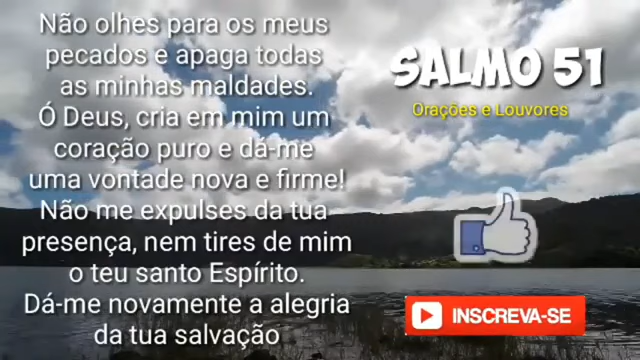 Não olhes para os meus
pecados e apaga todas
as minhas maldades.
Ó Deus, cria em mim um
coração puro e dá-me
uma vontade nova e firme!
Não me expulses da tua
presença, nem tires de mim
o teu santo Espírito.
Dá-me novamente a alegria
da tua salvação
SALMO 51
Orações e Louvores
INSCREVA-SE